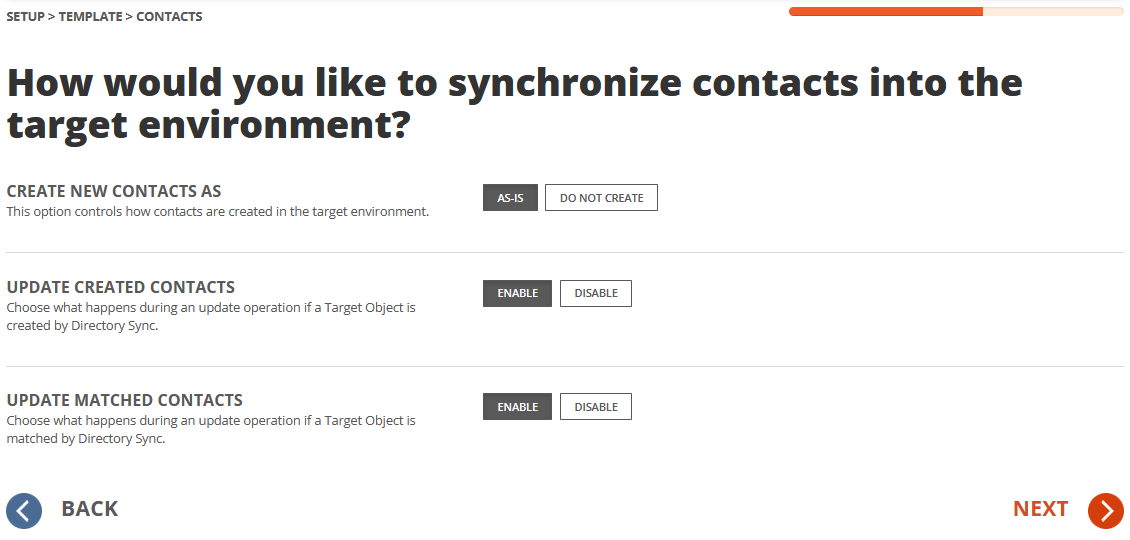 SETUP > TEMPLATE > CONTACTS
How would you like to synchronize contacts into the
target environment?
CREATE NEW CONTACTS AS
This option controls how contacts are created in the target environment.
AS-IS
DO NOT CREATE
UPDATE CREATED CONTACTS
Choose what happens during an update operation if a Target Object is
created by Directory Sync.
ENABLE
DISABLE
UPDATE MATCHED CONTACTS
Choose what happens during an update operation if a Target Object is
matched by Directory Sync.
ENABLE
DISABLE
BACK
NEXT